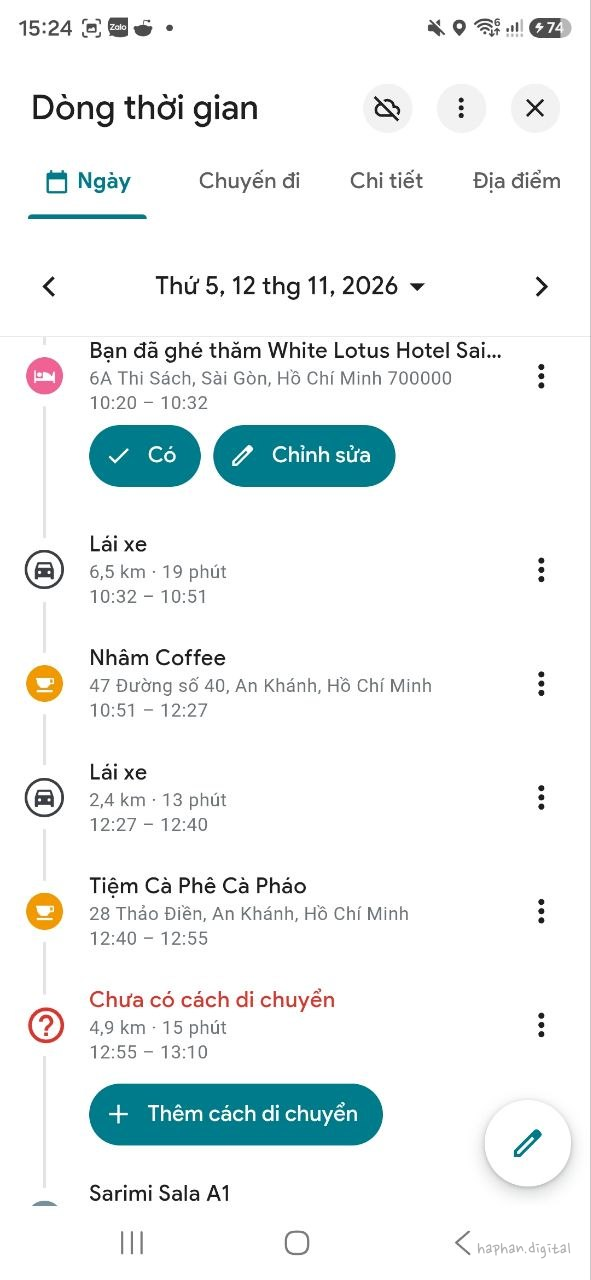 15:24 Zalo 6 74
Dòng thời gian
Ngày Chuyến đi Chi tiết Địa điểm
Thứ 5, 12 thg 11, 2026
Bạn đã ghé thăm White Lotus Hotel Sai...
6A Thi Sách, Sài Gòn, Hồ Chí Minh 700000
10:20 – 10:32
Có Chỉnh sửa
Lái xe
6,5 km · 19 phút
10:32 – 10:51
Nhâm Coffee
47 Đường số 40, An Khánh, Hồ Chí Minh
10:51 – 12:27
Lái xe
2,4 km · 13 phút
12:27 – 12:40
Tiệm Cà Phê Cà Pháo
28 Thảo Điền, An Khánh, Hồ Chí Minh
12:40 – 12:55
Chưa có cách di chuyển
4,9 km · 15 phút
12:55 – 13:10
Thêm cách di chuyển
Sarimi Sala A1
haphan.digital